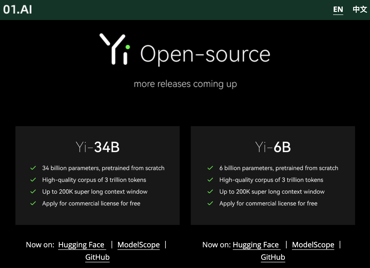 01.AI
EN 中文
Yi Open-source
more releases coming up
Yi-34B
34 billion parameters, pretrained from scratch
High-quality corpus of 3 trillion tokens
Up to 200K super long context window
Apply for commercial license for free
Now on: Hugging Face | ModelScope |
GitHub
Yi-6B
6 billion parameters, pretrained from scratch
High-quality corpus of 3 trillion tokens
Up to 200K super long context window
Apply for commercial license for free
Now on: Hugging Face | ModelScope |
GitHub